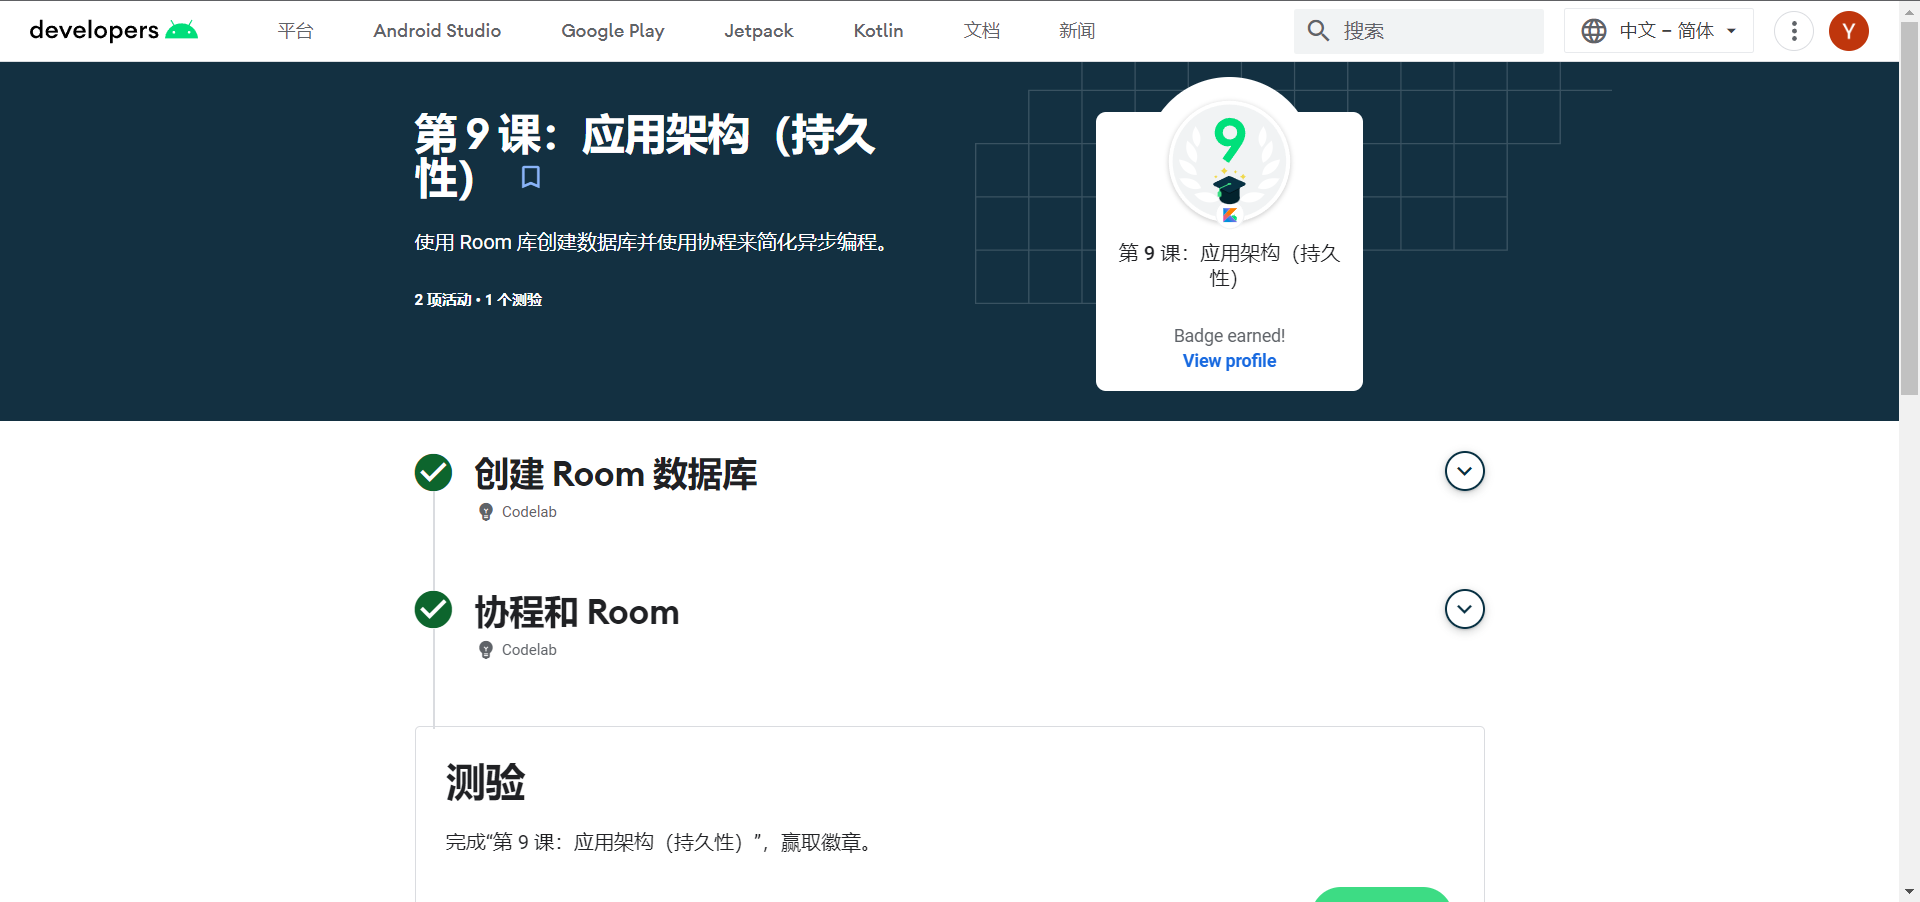 developers 平台 Android Studio Google Play Jetpack Kotlin 文档 新闻 搜索 中文 – 简体 Y
第 9 课：应用架构（持久
性）
使用 Room 库创建数据库并使用协程来简化异步编程。
2 项活动 • 1 个测验
9
第 9 课：应用架构（持久
性）
Badge earned!
View profile
创建 Room 数据库
Codelab
协程和 Room
Codelab
测验
完成“第 9 课：应用架构（持久性）”，赢取徽章。